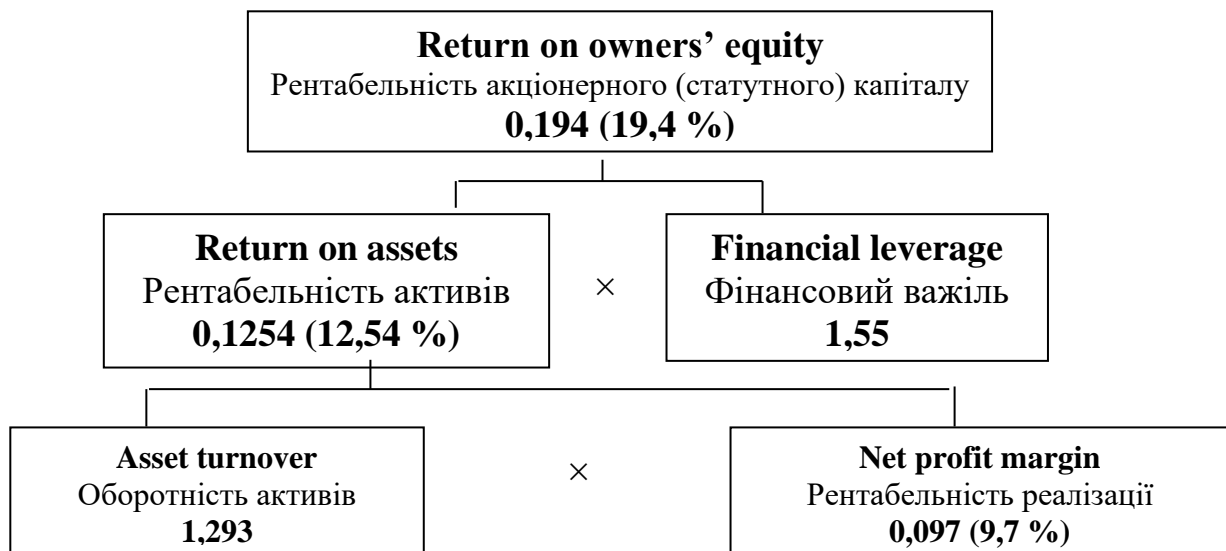 Return on owners’ equity
Рентабельність акціонерного (статутного) капіталу
0,194 (19,4 %)
Return on assets
Рентабельність активів
0,1254 (12,54 %)
×
Financial leverage
Фінансовий важіль
1,55
Asset turnover
Оборотність активів
1,293
×
Net profit margin
Рентабельність реалізації
0,097 (9,7 %)